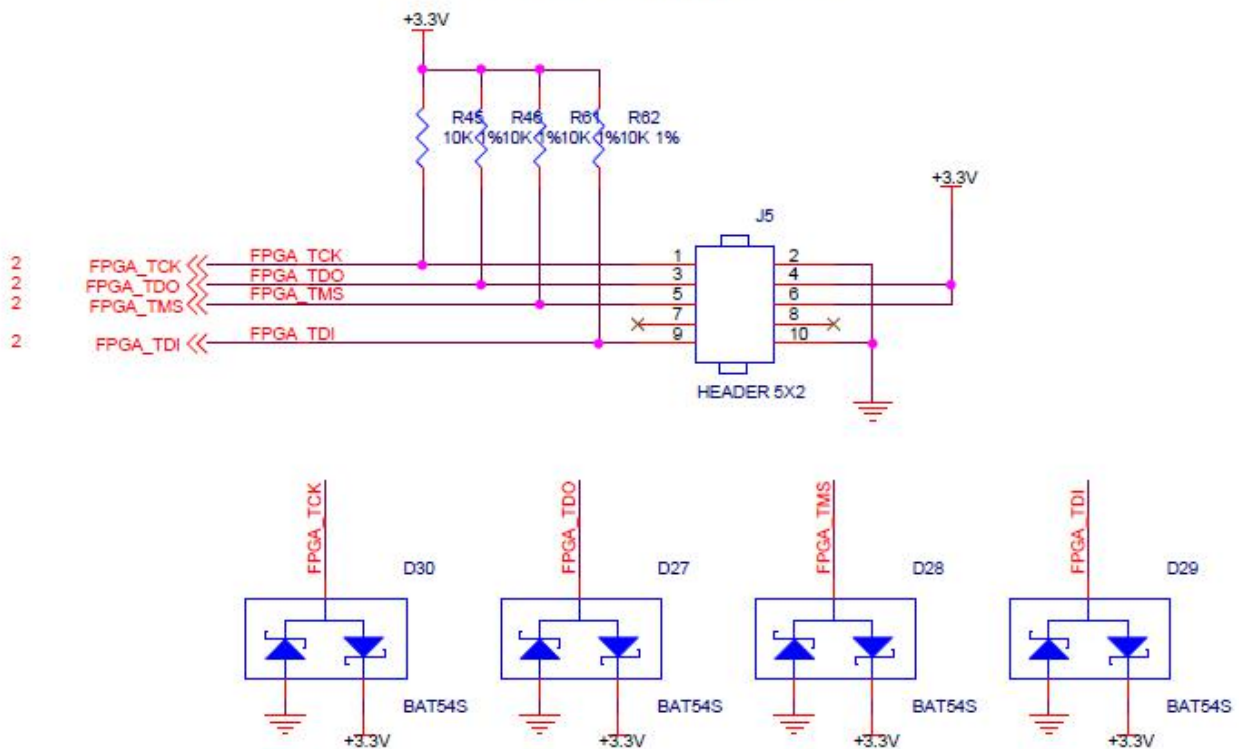 +3.3V
R45 R46 R61 R62
10K 1% 10K 1% 10K 1% 10K 1%
+3.3V
J5
2 FPGA_TCK FPGA_TCK 1 2
2 FPGA_TDO FPGA_TDO 3 4
2 FPGA_TMS FPGA_TMS 5 6
7 8
2 FPGA_TDI FPGA_TDI 9 10
HEADER 5X2
FPGA_TCK FPGA_TDO FPGA_TMS FPGA_TDI
D30 D27 D28 D29
BAT54S BAT54S BAT54S BAT54S
+3.3V +3.3V +3.3V +3.3V